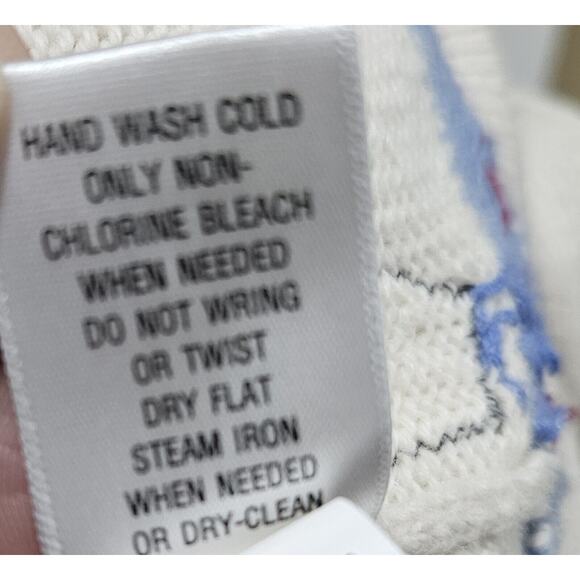 HAND WASH COLD
ONLY NON-
CHLORINE BLEACH
WHEN NEEDED
DO NOT WRING
OR TWIST
DRY FLAT
STEAM IRON
WHEN NEEDED
OR DRY-CLEAN